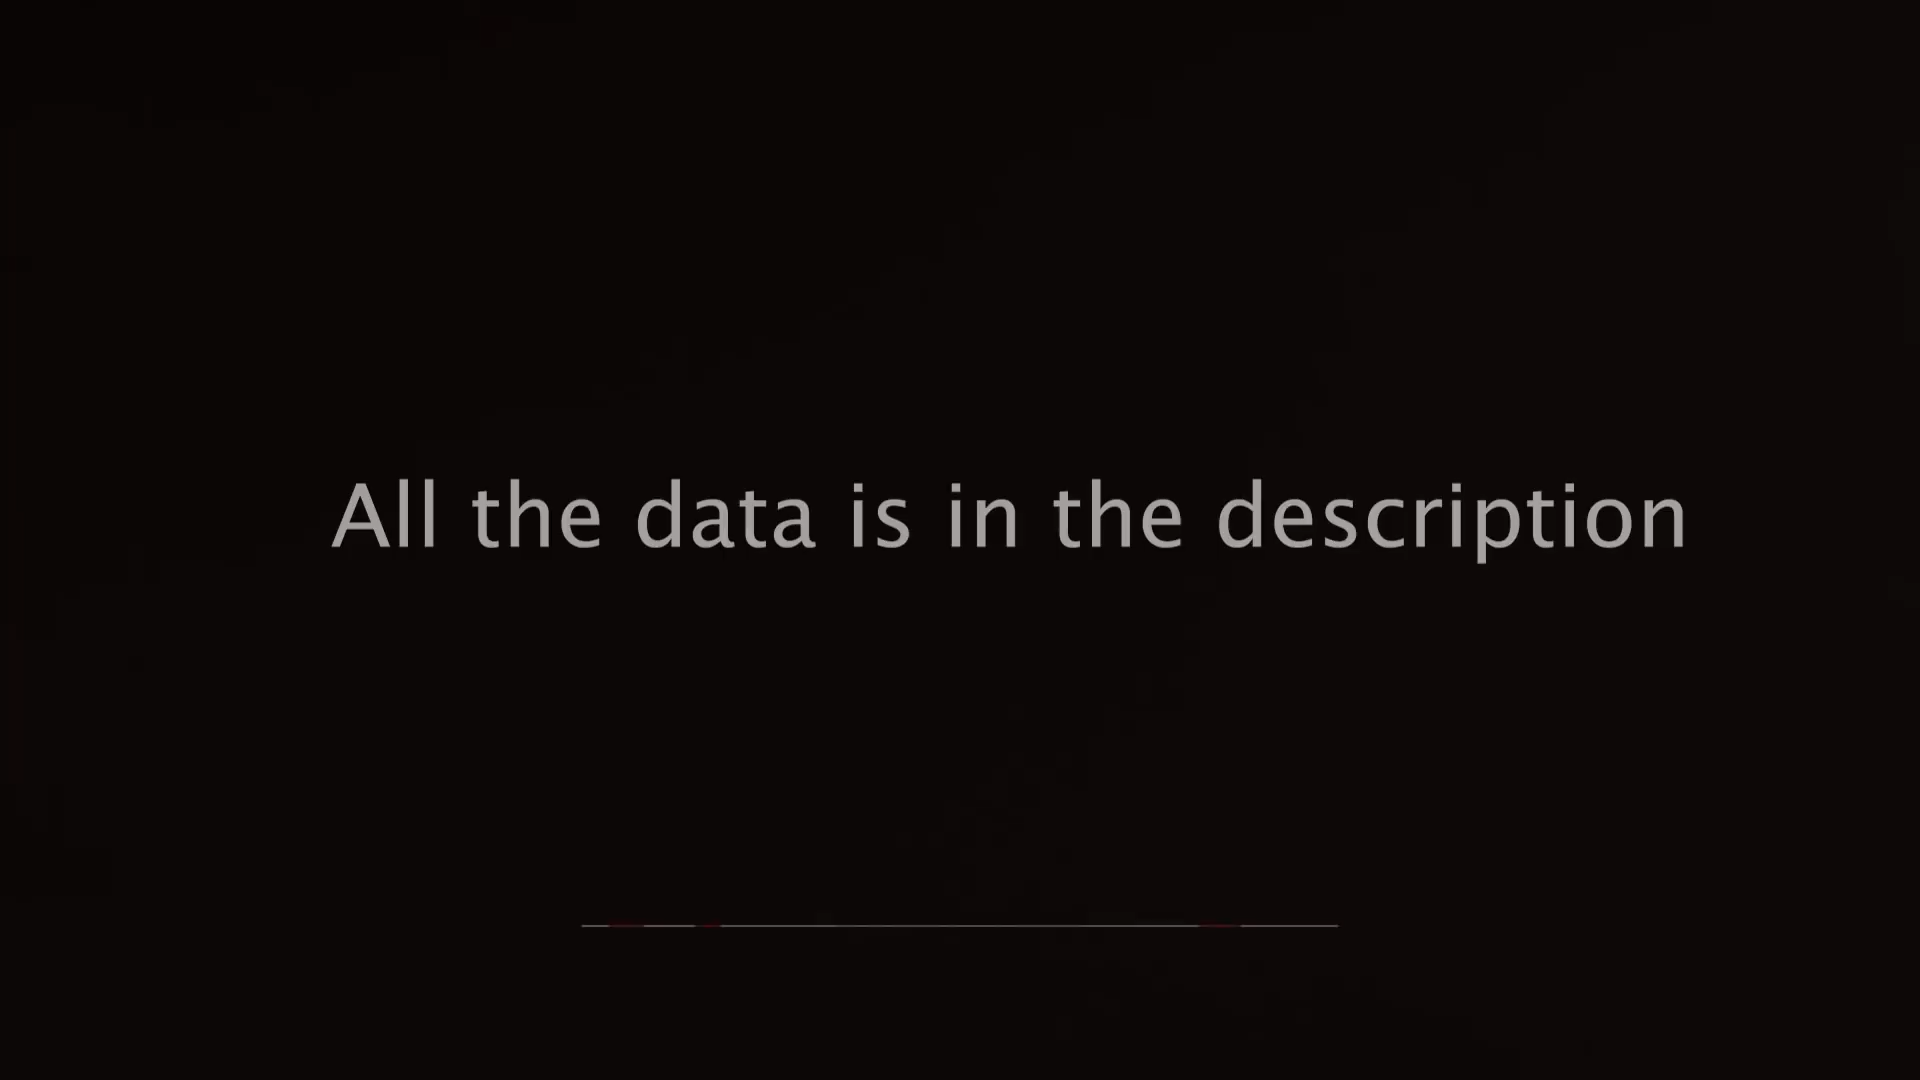 All the data is in the description